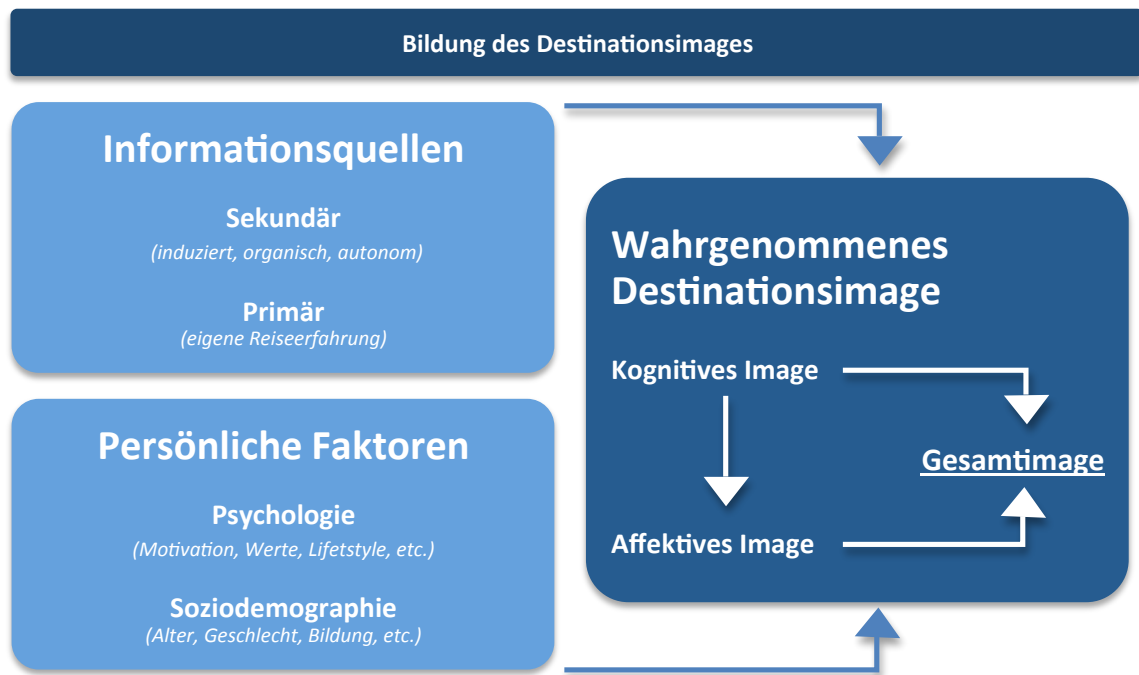 Bildung des Destinationsimages
Informationsquellen
Sekundär
(induziert, organisch, autonom)
Primär
(eigene Reiseerfahrung)
Persönliche Faktoren
Psychologie
(Motivation, Werte, Lifetstyle, etc.)
Soziodemographie
(Alter, Geschlecht, Bildung, etc.)
Wahrgenommenes
Destinationsimage
Kognitives Image
Gesamtimage
Affektives Image